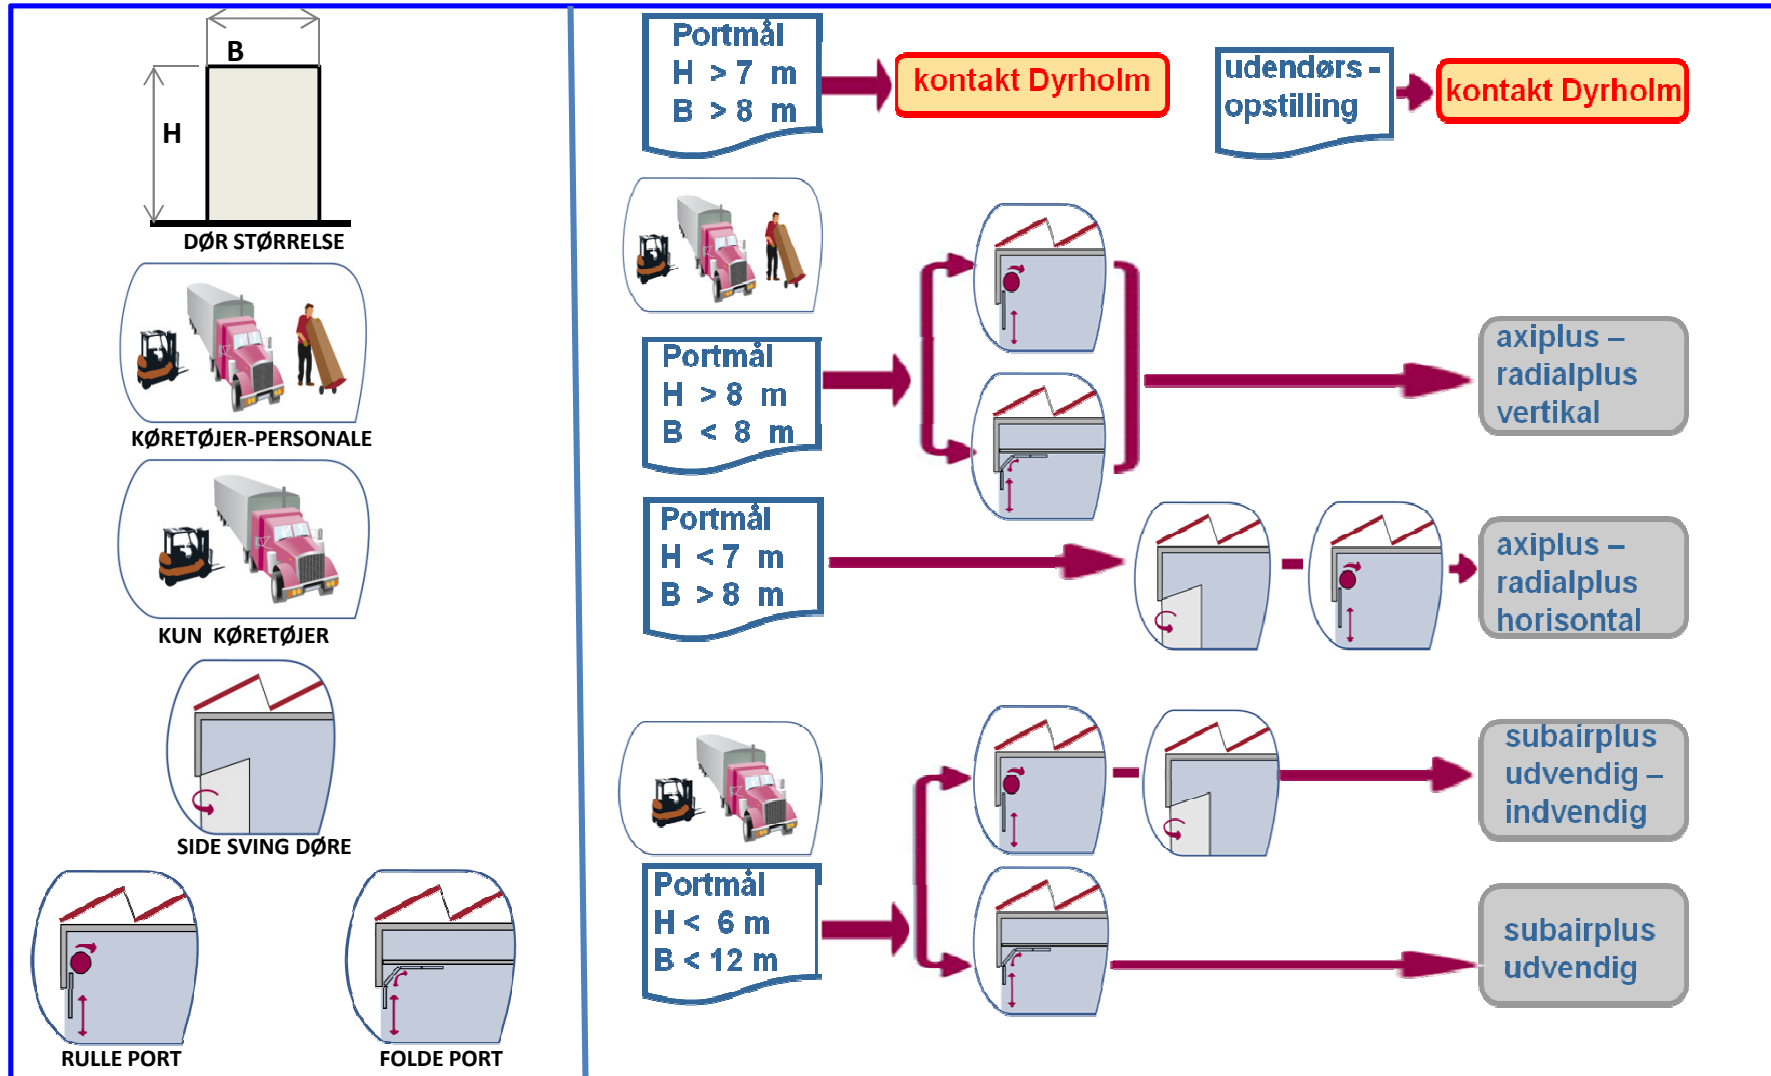 B
H
DØR STØRRELSE
KØRETØJER-PERSONALE
KUN KØRETØJER
SIDE SVING DØRE
RULLE PORT
FOLDE PORT
Portmål
H > 7 m
B > 8 m
kontakt Dyrholm
udendørs -
opstilling
kontakt Dyrholm
Portmål
H > 8 m
B < 8 m
axiplus –
radialplus
vertikal
Portmål
H < 7 m
B > 8 m
axiplus –
radialplus
horisontal
subairplus
udvendig –
indvendig
Portmål
H < 6 m
B < 12 m
subairplus
udvendig